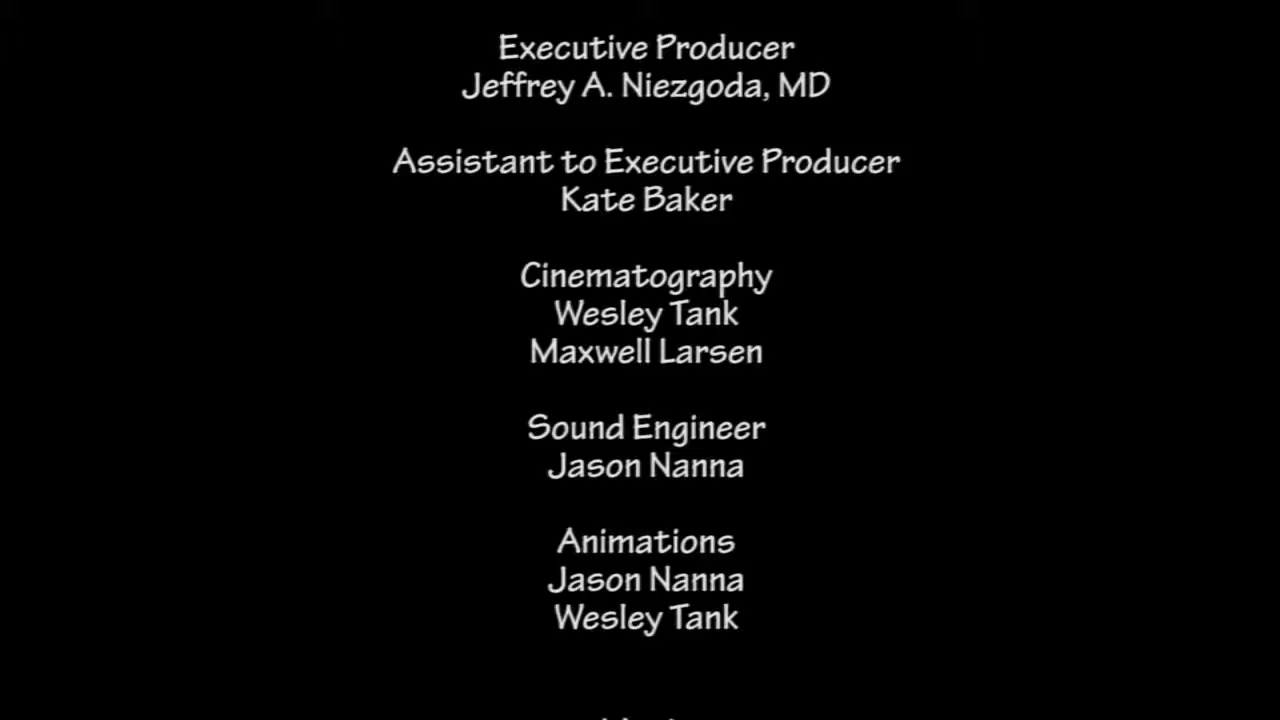 Executive Producer
Jeffrey A. Niezgoda, MD
Assistant to Executive Producer
Kate Baker
Cinematography
Wesley Tank
Maxwell Larsen
Sound Engineer
Jason Nanna
Animations
Jason Nanna
Wesley Tank